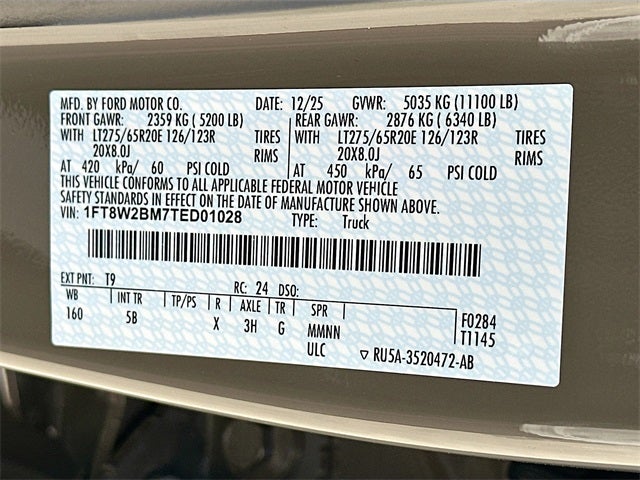 MFD. BY FORD MOTOR CO. DATE: 12/25 GVWR: 5035 KG (11100 LB)
FRONT GAWR: 2359 KG ( 5200 LB) REAR GAWR: 2876 KG ( 6340 LB)
WITH LT275/65R20E 126/123R TIRES WITH LT275/65R20E 126/123R TIRES
20X8.0J RIMS 20X8.0J RIMS
AT 420 kPa/ 60 PSI COLD AT 450 kPa/ 65 PSI COLD
THIS VEHICLE CONFORMS TO ALL APPLICABLE FEDERAL MOTOR VEHICLE
SAFETY STANDARDS IN EFFECT ON THE DATE OF MANUFACTURE SHOWN ABOVE.
VIN: 1FT8W2BM7TED01028 TYPE: Truck
EXT PNT: T9 RC: 24 DSO:
WB INT TR TP/PS R AXLE TR SPR F0284
160 5B X 3H G MMNN T1145
ULC RU5A-3520472-AB